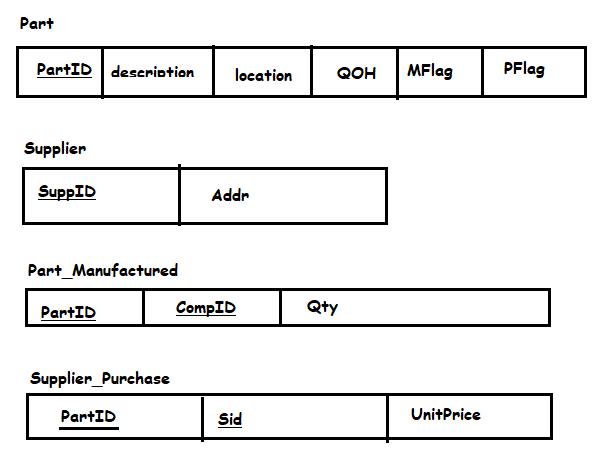 Part
PartID description location QOH MFlag PFlag
Supplier
SuppID Addr
Part_Manufactured
PartID CompID Qty
Supplier_Purchase
PartID Sid UnitPrice